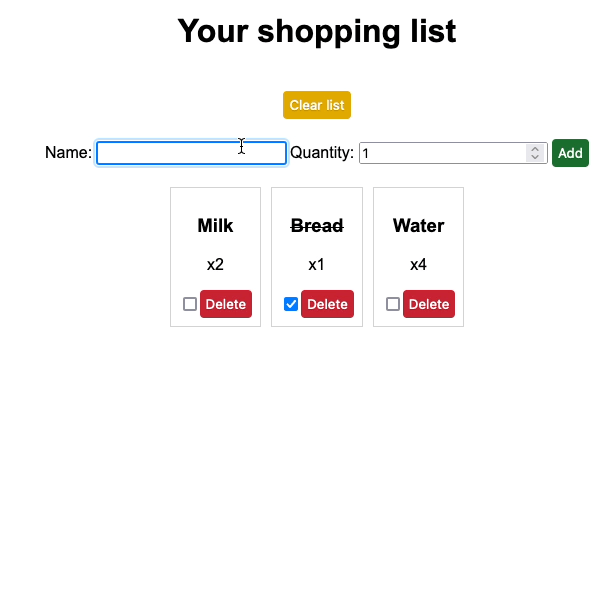 Your shopping list
Clear list
Name: Quantity: 1 Add
Milk Bread Water
x2 x1 x4
Delete Delete Delete